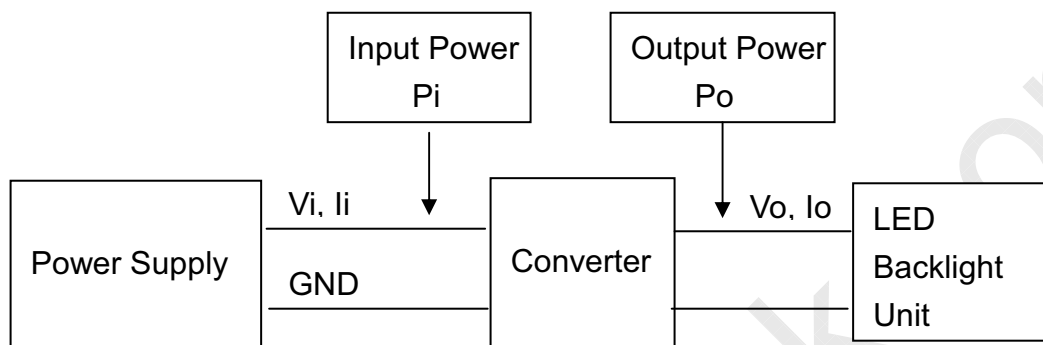 Input Power
Pi
Output Power
Po
Vi, Ii
Vo, Io
Power Supply
GND
Converter
LED
Backlight
Unit